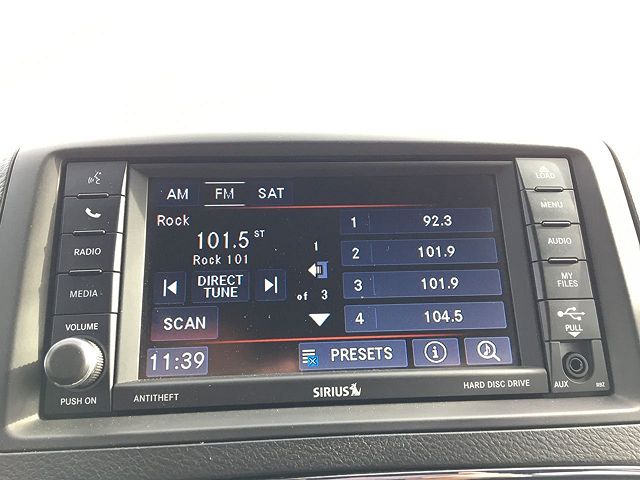 AM FM SAT
LOAD
MENU
RADIO
AUDIO
MEDIA
MY
FILES
VOLUME
PULL
PUSH ON
AUX
RBZ
Rock
101.5 ST
Rock 101
DIRECT
TUNE
SCAN
1
of 3
1 92.3
2 101.9
3 101.9
4 104.5
11:39
PRESETS
i
ANTITHEFT
SIRIUS
HARD DISC DRIVE